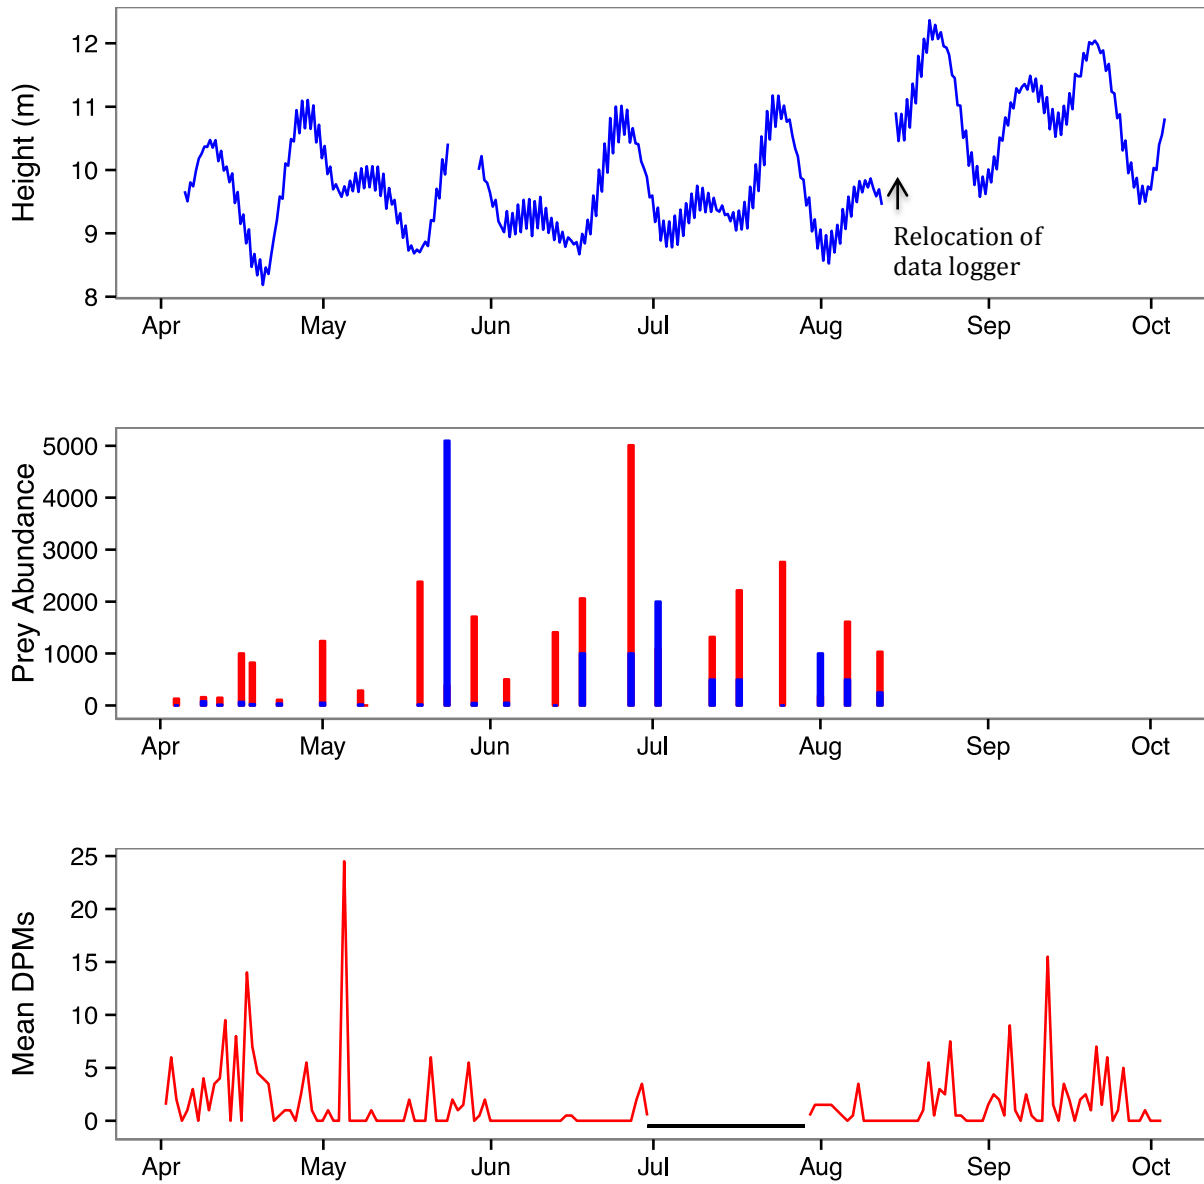 Height (m)
12
11
10
9
8
Relocation of
data logger
Apr May Jun Jul Aug Sep Oct
Prey Abundance
5000
4000
3000
2000
1000
0
Apr May Jun Jul Aug Sep Oct
Mean DPMs
25
20
15
10
5
0
Apr May Jun Jul Aug Sep Oct